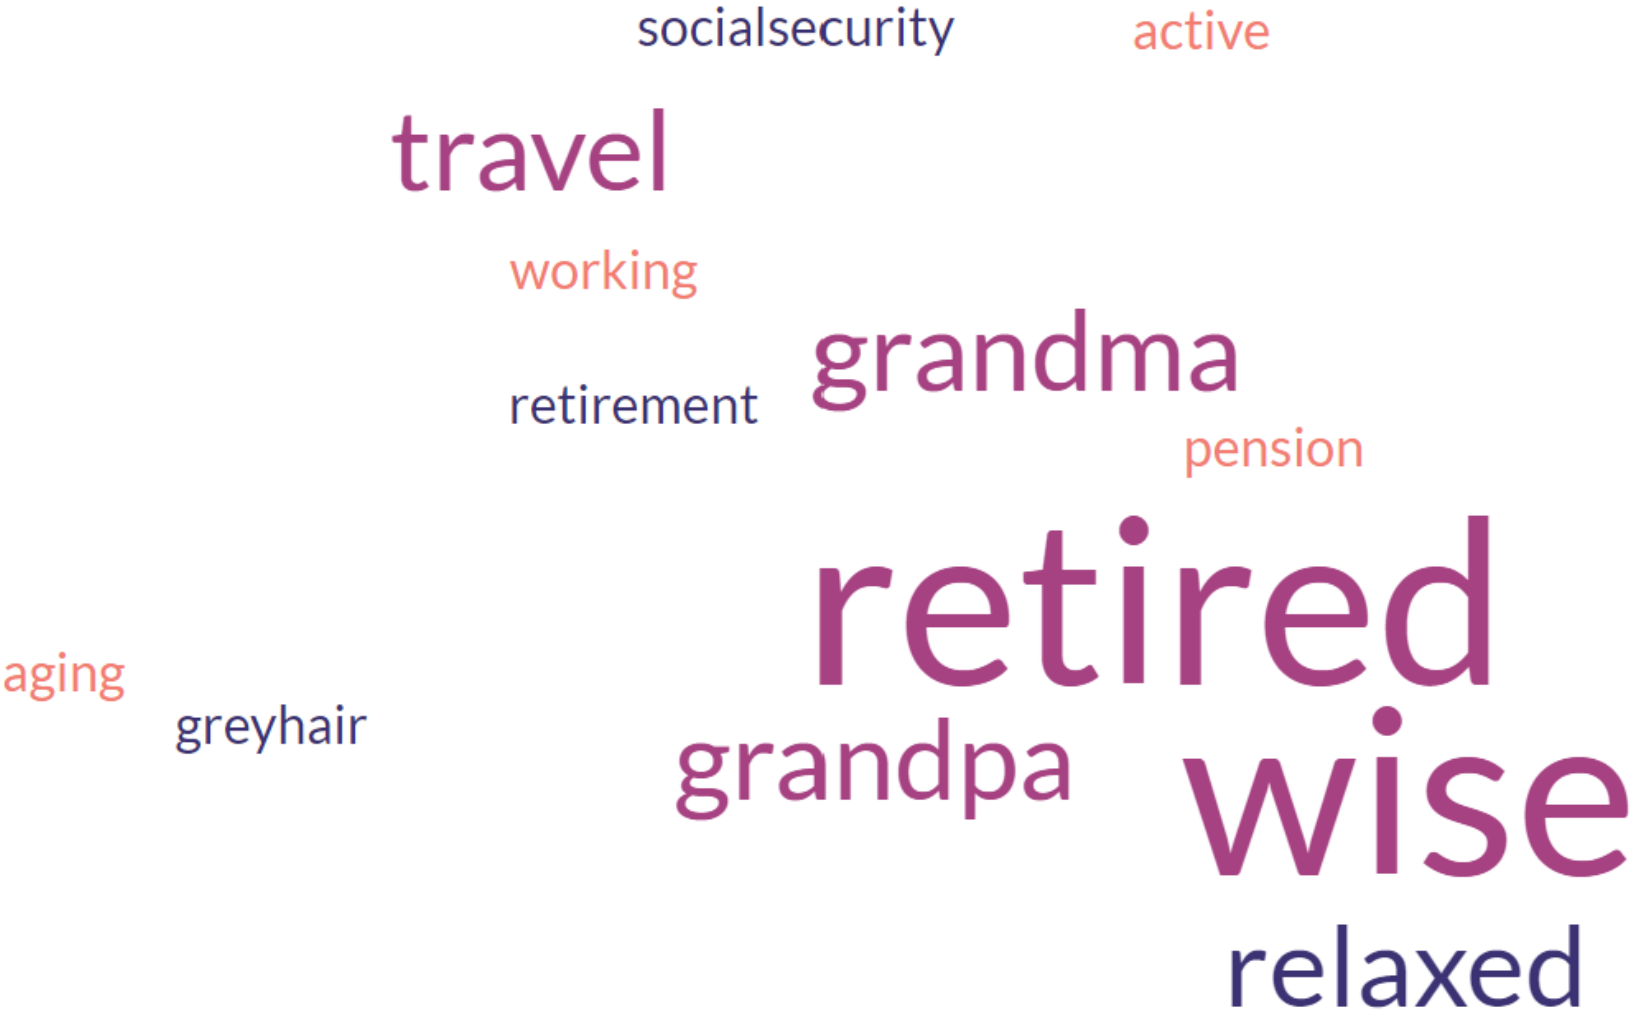 socialsecurity
active
travel
working
grandma
retirement
pension
retired
aging
greyhair
grandpa
wise
relaxed